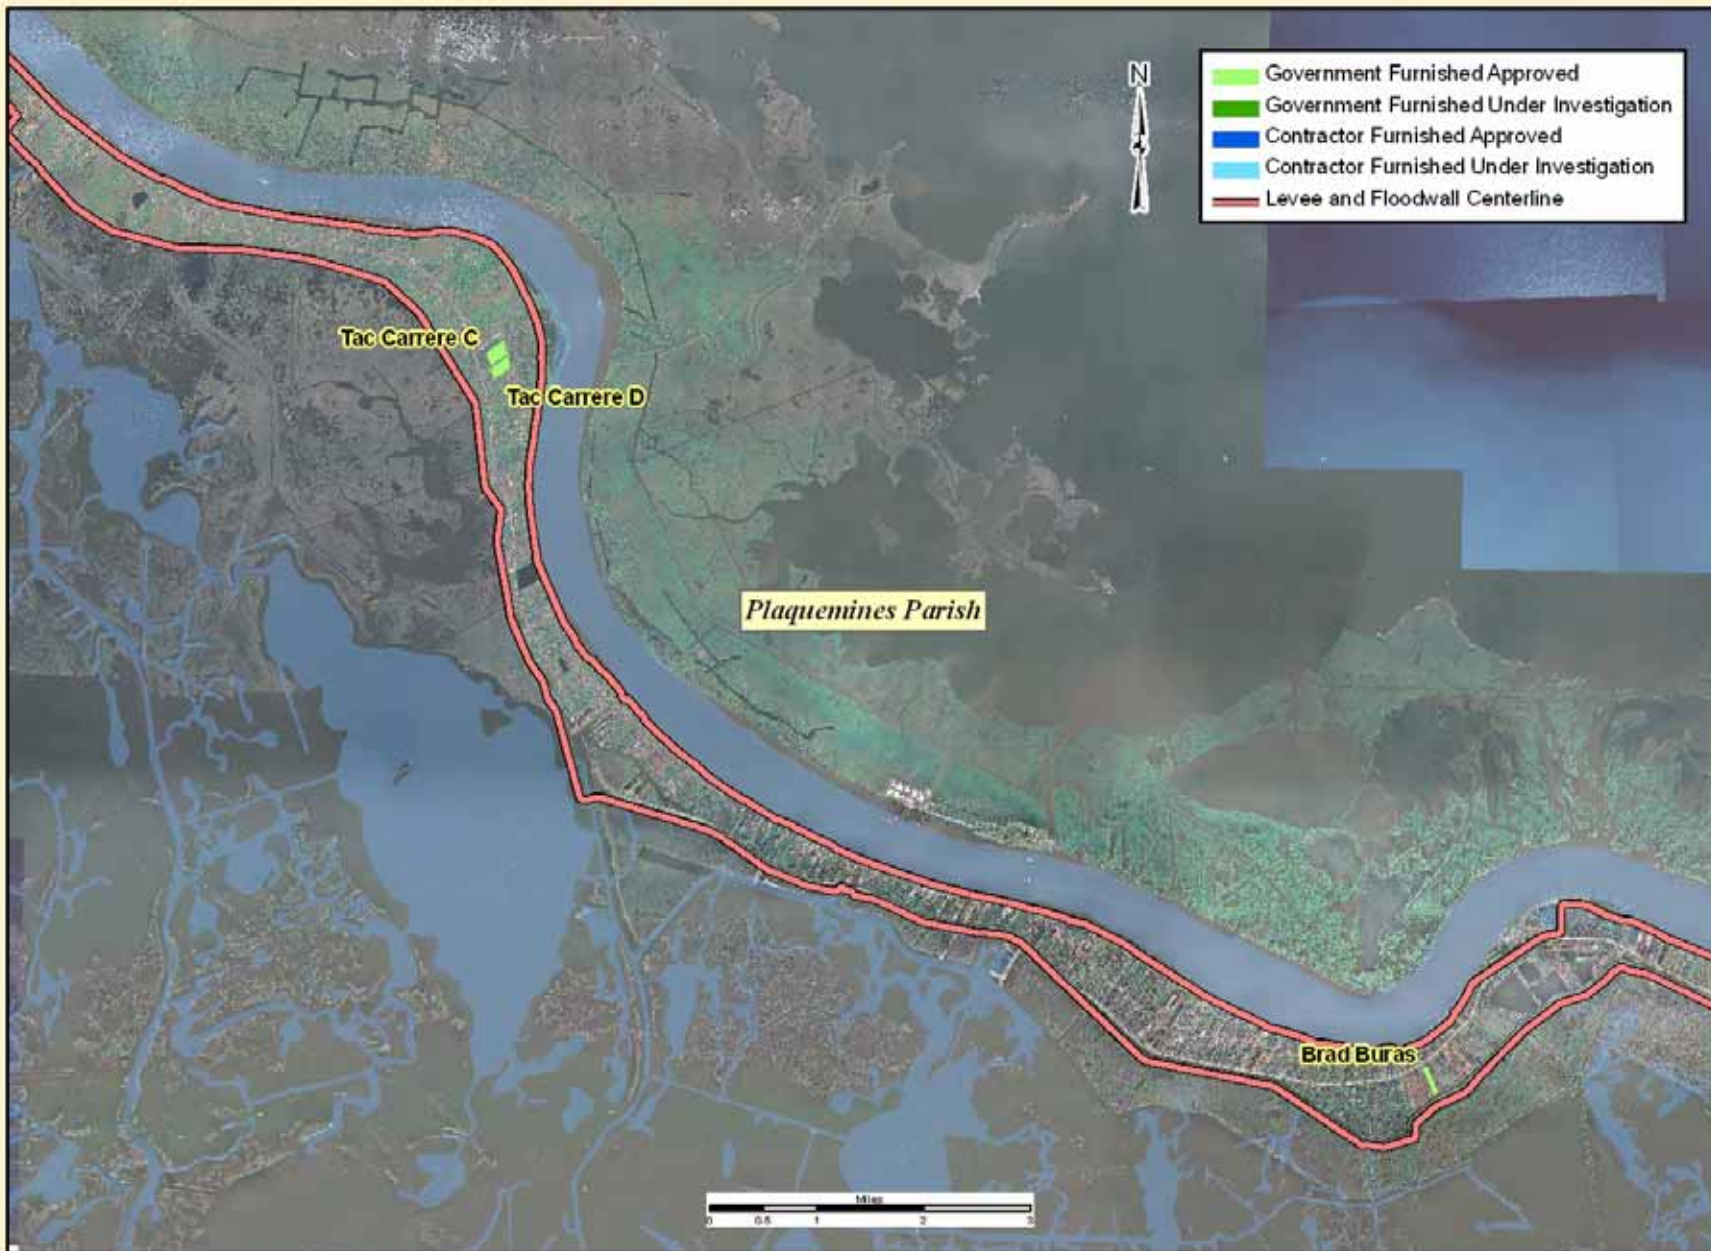 N
Government Furnished Approved
Government Furnished Under Investigation
Contractor Furnished Approved
Contractor Furnished Under Investigation
Levee and Floodwall Centerline
Tac Carrere C
Tac Carrere D
Plaquemines Parish
Brad Buras
Miles
0 0.5 1 2 3